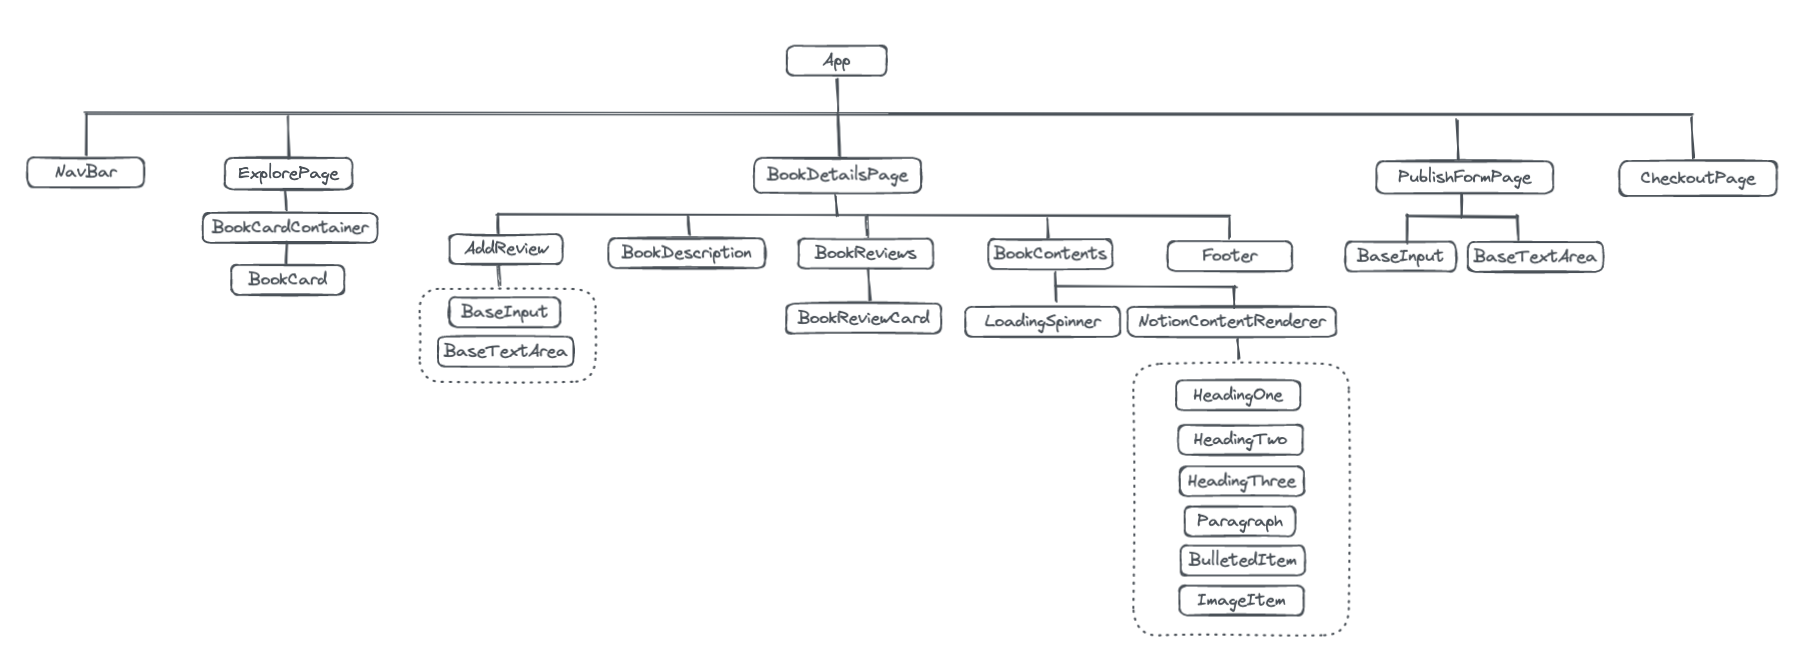 App
NavBar
ExplorePage
BookDetailsPage
PublishFormPage
CheckoutPage
BookCardContainer
BookCard
AddReview
BookDescription
BookReviews
BookContents
Footer
BaseInput
BaseTextArea
BaseInput
BaseTextArea
BookReviewCard
LoadingSpinner
NotionContentRenderer
HeadingOne
HeadingTwo
HeadingThree
Paragraph
BulletedItem
ImageItem